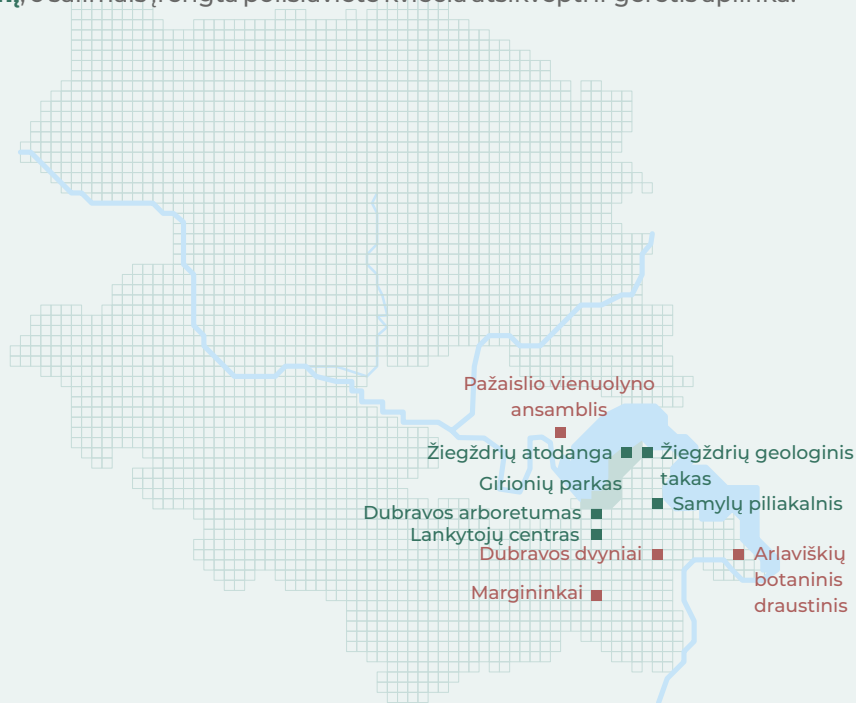 Pažaislio vienuolyno
ansamblis
Žiegždrių atodanga
Žiegždrių geologinis
takas
Girionių parkas
Samylų piliakalnis
Dubravos arboretumas
Lankytojų centras
Dubravos dvyniai
Arlaviškių
botaninis
draustinis
Margininkai